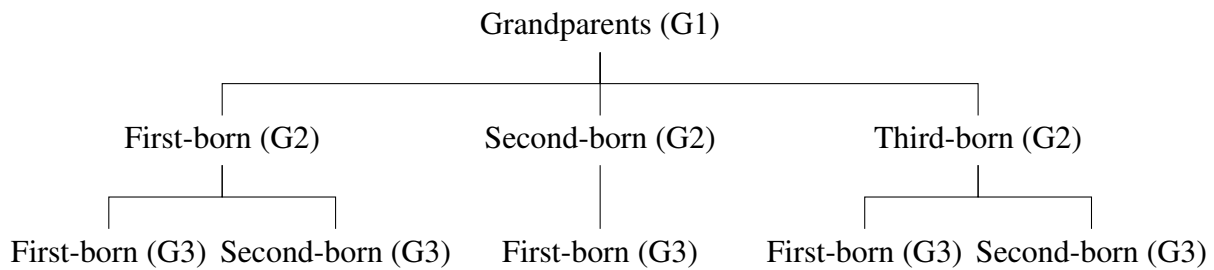 Grandparents (G1)
First-born (G2) Second-born (G2) Third-born (G2)
First-born (G3) Second-born (G3) First-born (G3) First-born (G3) Second-born (G3)